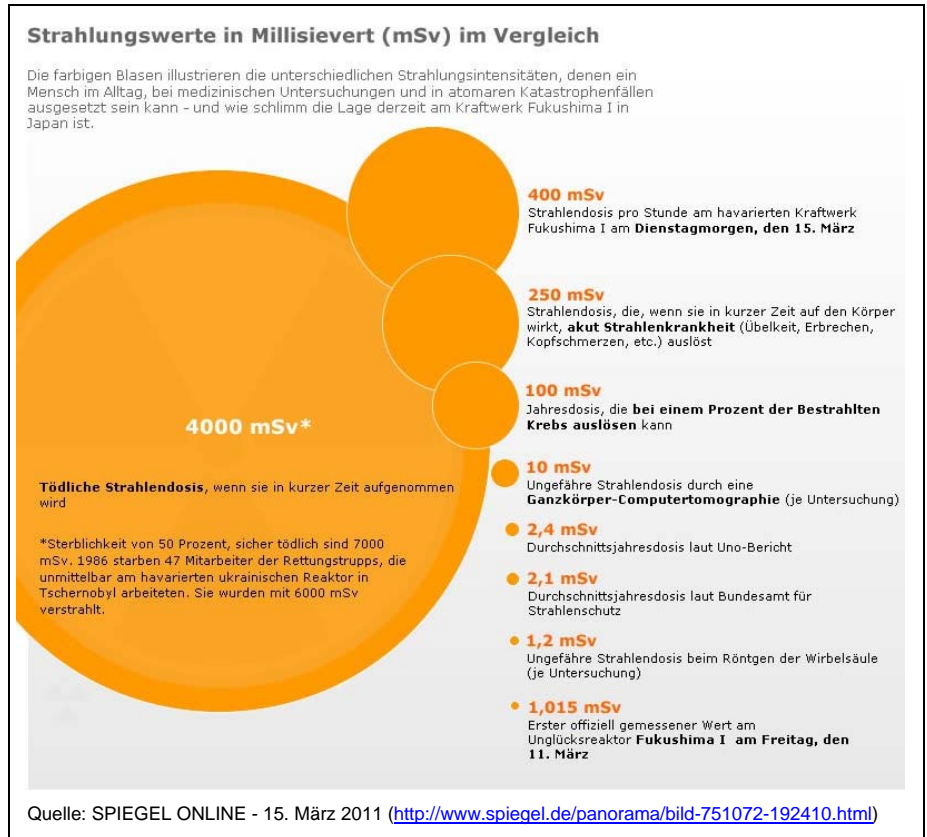 Strahlungswerte in Millisievert (mSv) im Vergleich
Die farbigen Blasen illustrieren die unterschiedlichen Strahlungsintensitäten, denen ein
Mensch im Alltag, bei medizinischen Untersuchungen und in atomaren Katastrophenfällen
ausgesetzt sein kann - und wie schlimm die Lage derzeit am Kraftwerk Fukushima I in
Japan ist.
400 mSv
Strahlendosis pro Stunde am havarierten Kraftwerk
Fukushima I am Dienstagmorgen, den 15. März
250 mSv
Strahlendosis, die, wenn sie in kurzer Zeit auf den Körper
wirkt, akut Strahlenkrankheit (Übelkeit, Erbrechen,
Kopfschmerzen, etc.) auslöst
100 mSv
Jahresdosis, die bei einem Prozent der Bestrahlten
Krebs auslösen kann
4000 mSv*
Tödliche Strahlendosis, wenn sie in kurzer Zeit aufgenommen
wird
*Sterblichkeit von 50 Prozent, sicher tödlich sind 7000
mSv. 1986 starben 47 Mitarbeiter der Rettungstrupps, die
unmittelbar am havarierten ukrainischen Reaktor in
Tschernobyl arbeiteten. Sie wurden mit 6000 mSv
verstrahlt.
10 mSv
Ungefähre Strahlendosis durch eine
Ganzkörper-Computertomographie (je Untersuchung)
2,4 mSv
Durchschnittsjahresdosis laut Uno-Bericht
2,1 mSv
Durchschnittsjahresdosis laut Bundesamt für
Strahlenschutz
1,2 mSv
Ungefähre Strahlendosis beim Röntgen der Wirbelsäule
(je Untersuchung)
1,015 mSv
Erster offiziell gemessener Wert am
Unglücksreaktor Fukushima I am Freitag, den
11. März
Quelle: SPIEGEL ONLINE - 15. März 2011 (http://www.spiegel.de/panorama/bild-751072-192410.html)